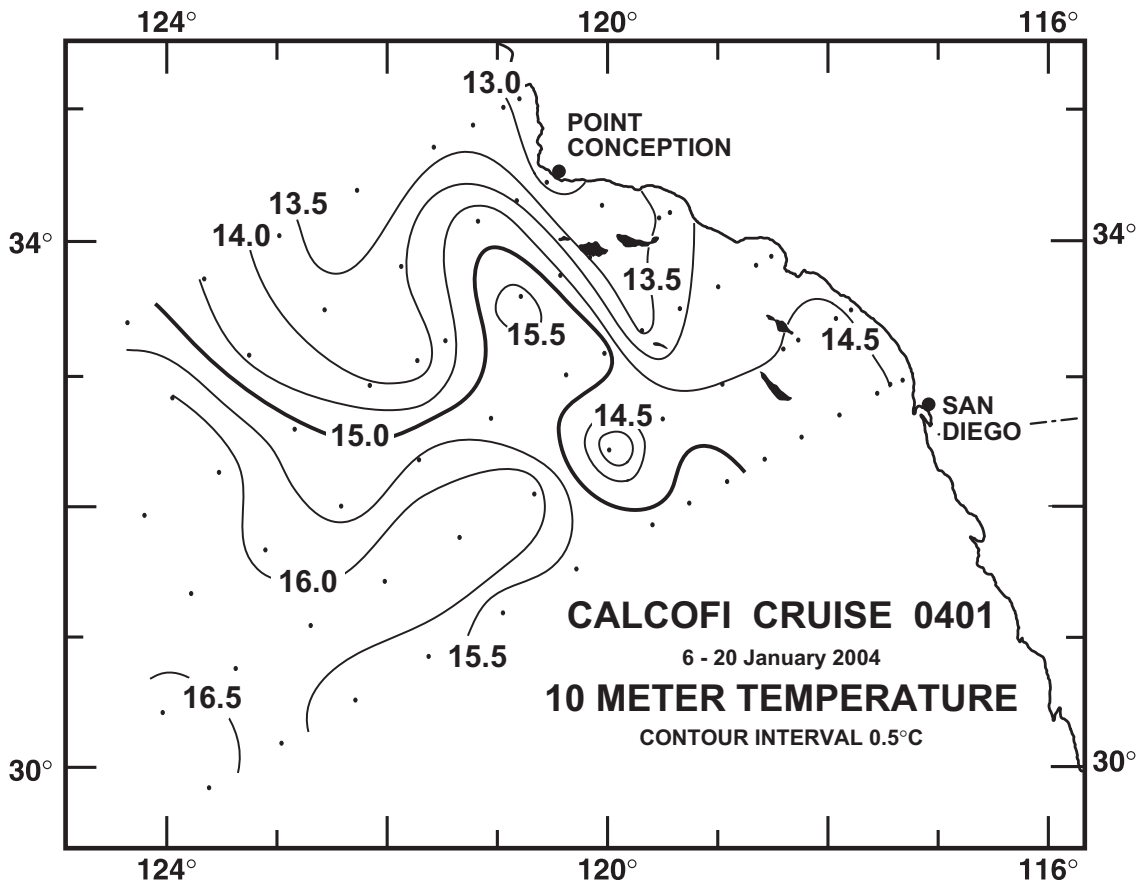 124° 120° 116°
13.0
POINT
CONCEPTION
13.5
14.0
34° 34°
13.5
15.5
14.5
SAN
DIEGO
14.5
15.0
16.0
CALCOFI CRUISE 0401
6 - 20 January 2004
15.5
10 METER TEMPERATURE
16.5
CONTOUR INTERVAL 0.5°C
30° 30°
124° 120° 116°